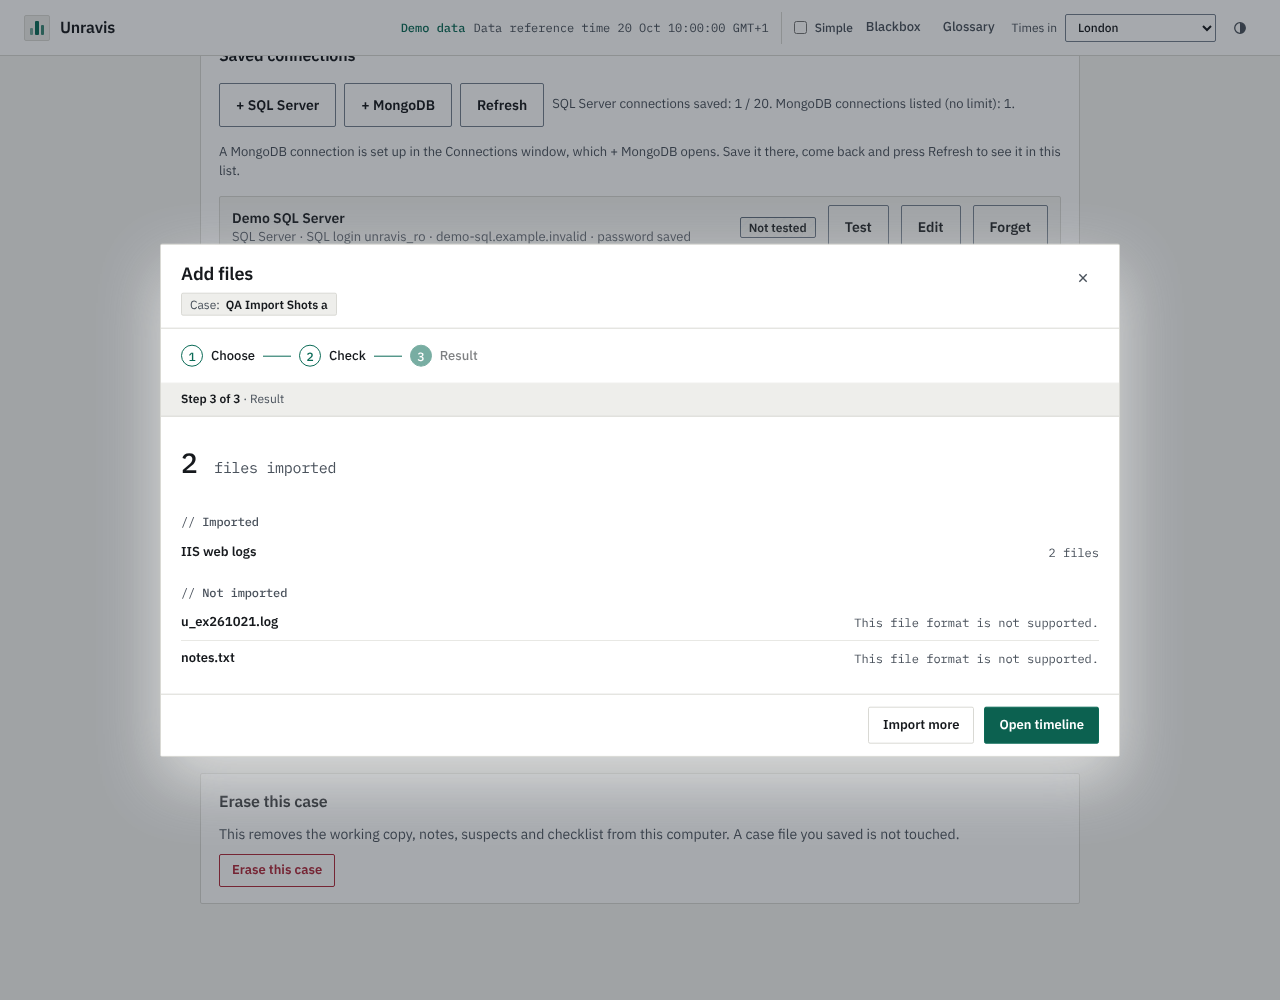 Unravis
Demo data Data reference time 20 Oct 10:00:00 GMT+1
Simple
Blackbox
Glossary
Times in
London
Saved connections
+ SQL Server
+ MongoDB
Refresh
SQL Server connections saved: 1 / 20. MongoDB connections listed (no limit): 1.
A MongoDB connection is set up in the Connections window, which + MongoDB opens. Save it there, come back and press Refresh to see it in this
list.
Demo SQL Server
SQL Server · SQL login unravis_ro · demo-sql.example.invalid · password saved
Not tested
Test
Edit
Forget
Add files
Case: QA Import Shots a
1 Choose
2 Check
3 Result
Step 3 of 3 · Result
2 files imported
// Imported
IIS web logs
2 files
// Not imported
u_ex261021.log
This file format is not supported.
notes.txt
This file format is not supported.
Import more
Open timeline
Erase this case
This removes the working copy, notes, suspects and checklist from this computer. A case file you saved is not touched.
Erase this case